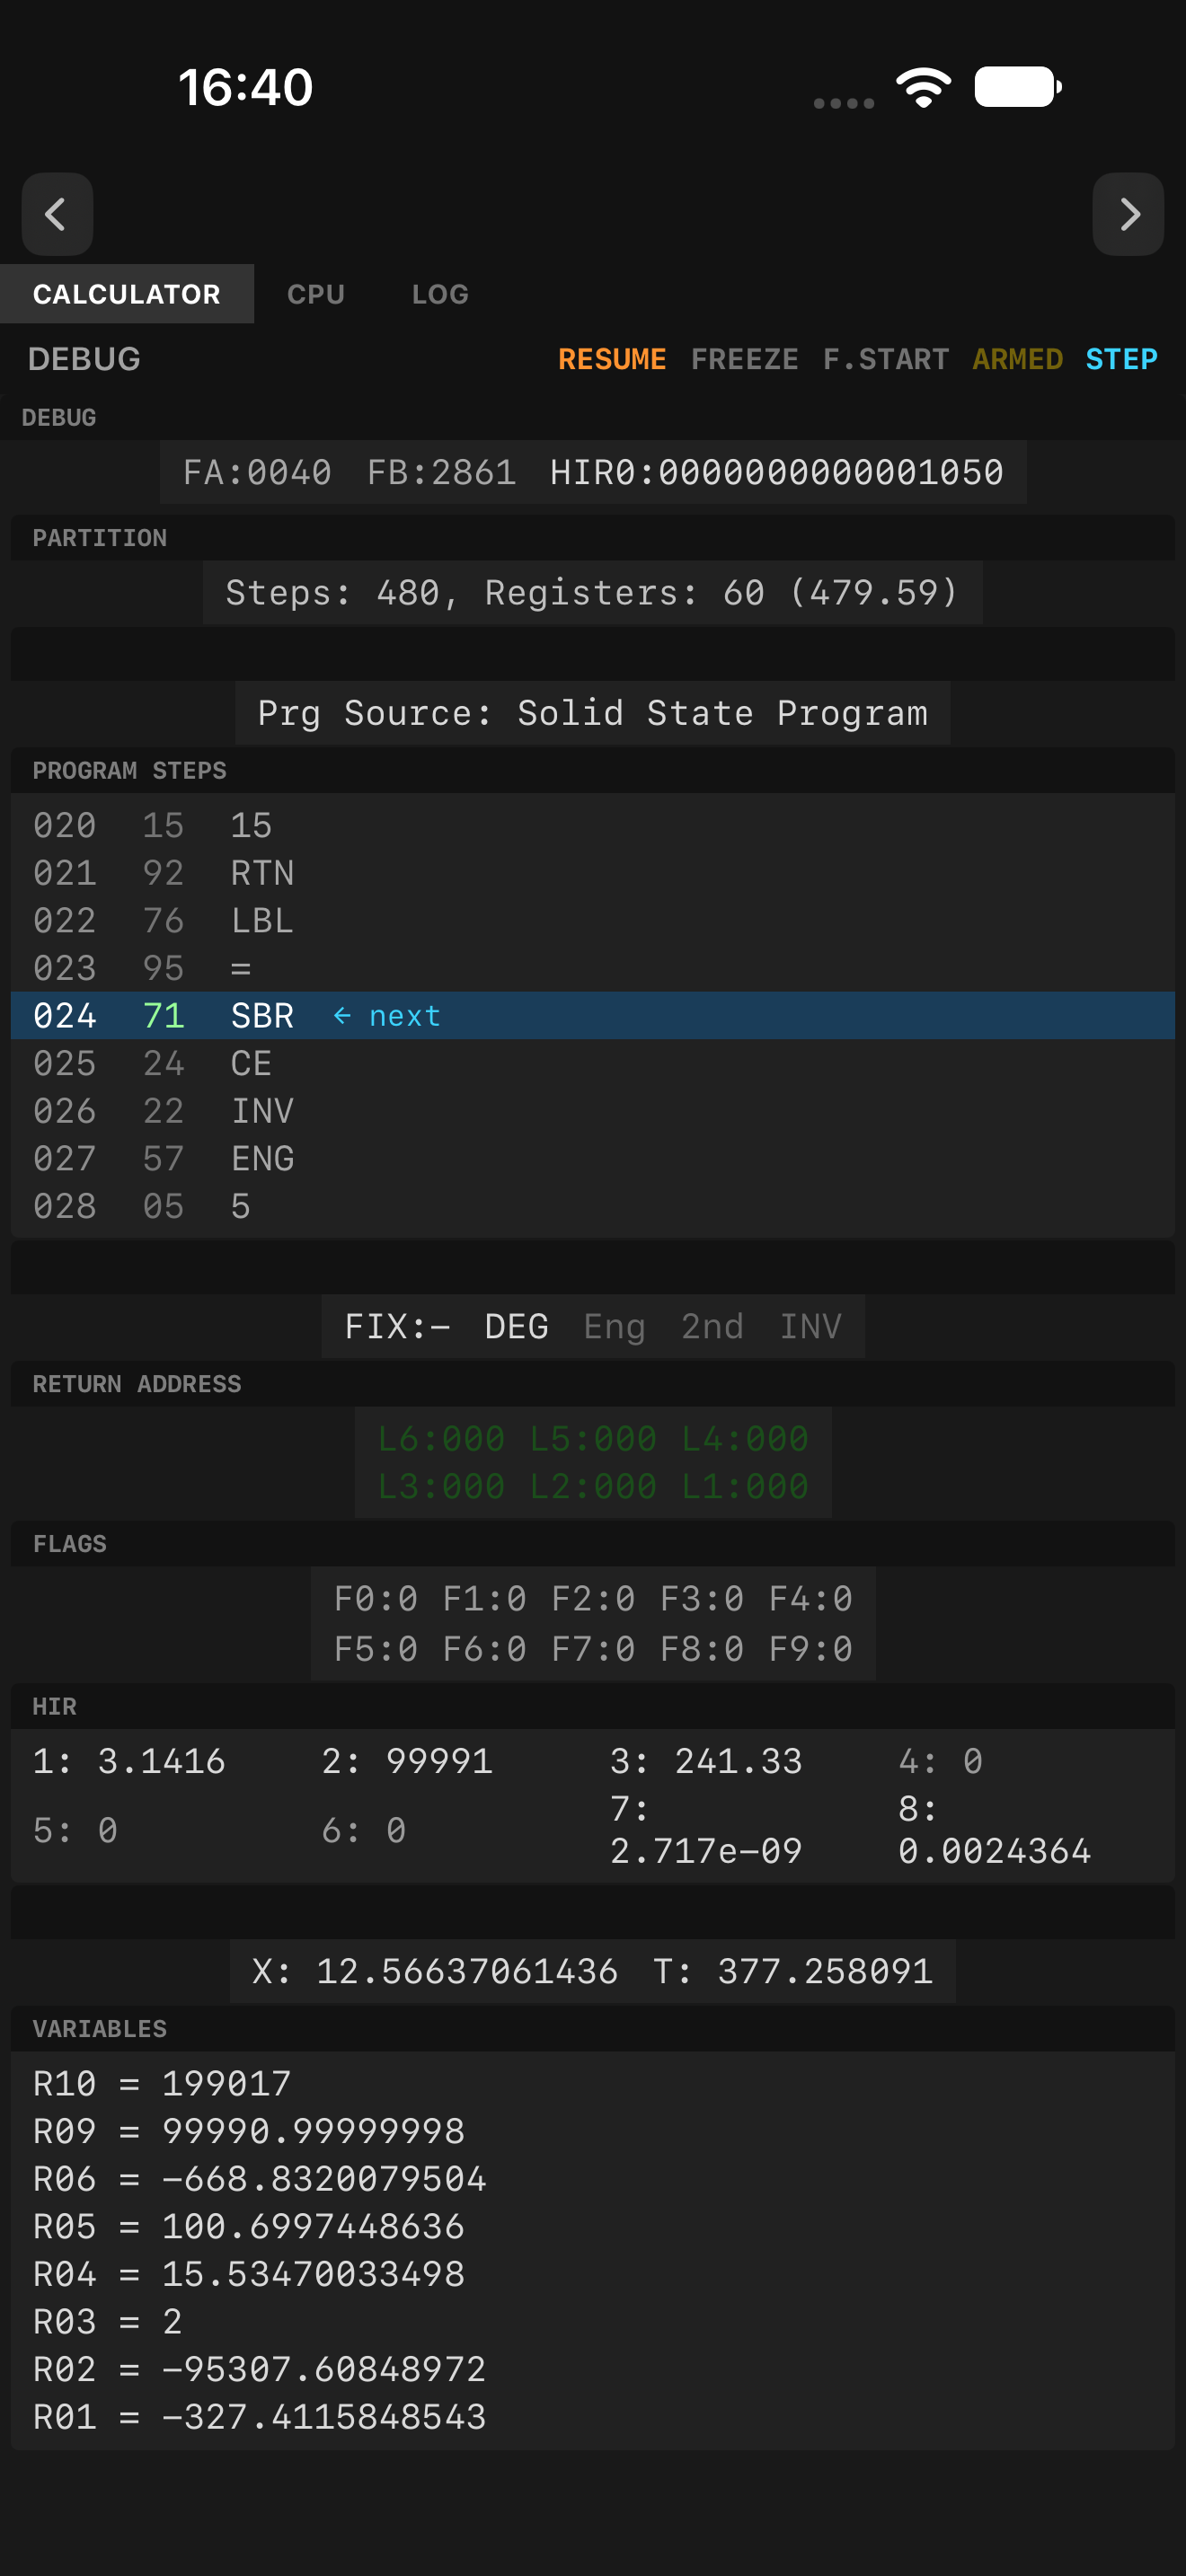 16:40
CALCULATOR CPU LOG
DEBUG RESUME FREEZE F.START ARMED STEP
DEBUG
FA:0040 FB:2861 HIR0:0000000000001050
PARTITION
Steps: 480, Registers: 60 (479.59)
Prg Source: Solid State Program
PROGRAM STEPS
020 15 15
021 92 RTN
022 76 LBL
023 95 =
024 71 SBR ← next
025 24 CE
026 22 INV
027 57 ENG
028 05 5
FIX:– DEG Eng 2nd INV
RETURN ADDRESS
L6:000 L5:000 L4:000
L3:000 L2:000 L1:000
FLAGS
F0:0 F1:0 F2:0 F3:0 F4:0
F5:0 F6:0 F7:0 F8:0 F9:0
HIR
1: 3.1416 2: 99991 3: 241.33 4: 0
5: 0 6: 0 7: 2.717e-09 8: 0.0024364
X: 12.56637061436 T: 377.258091
VARIABLES
R10 = 199017
R09 = 99990.99999998
R06 = -668.8320079504
R05 = 100.6997448636
R04 = 15.53470033498
R03 = 2
R02 = -95307.60848972
R01 = -327.4115848543